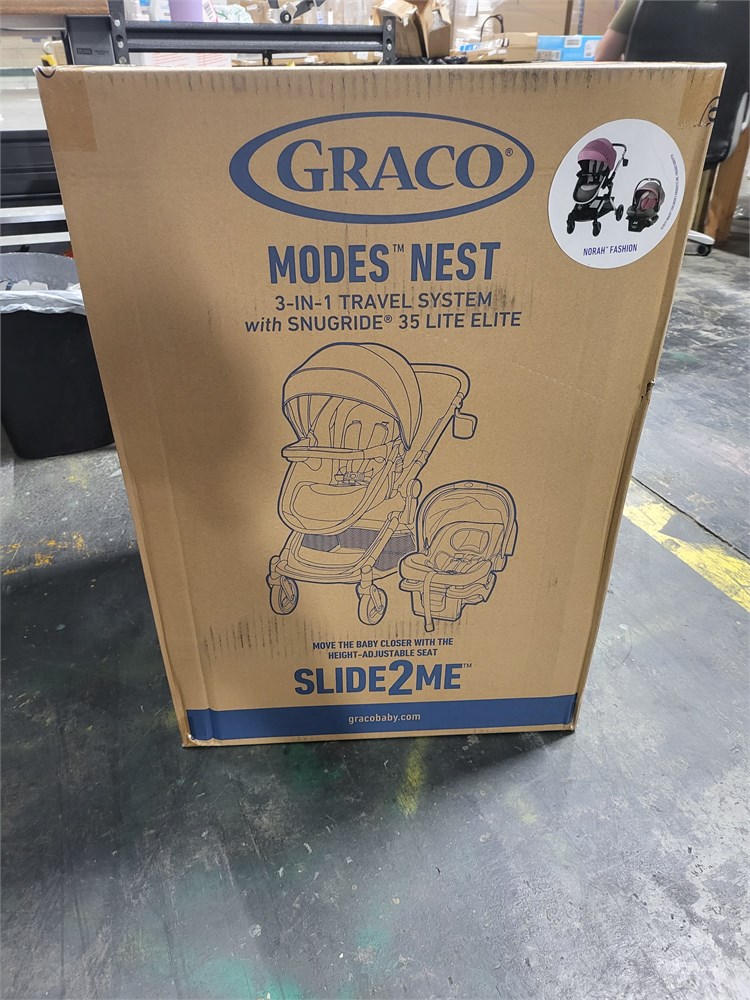 GRACO®
MODES™ NEST
3-IN-1 TRAVEL SYSTEM
with SNUGRIDE® 35 LITE ELITE
NORAH™ FASHION
MOVE THE BABY CLOSER WITH THE
HEIGHT-ADJUSTABLE SEAT
SLIDE2ME™
gracobaby.com